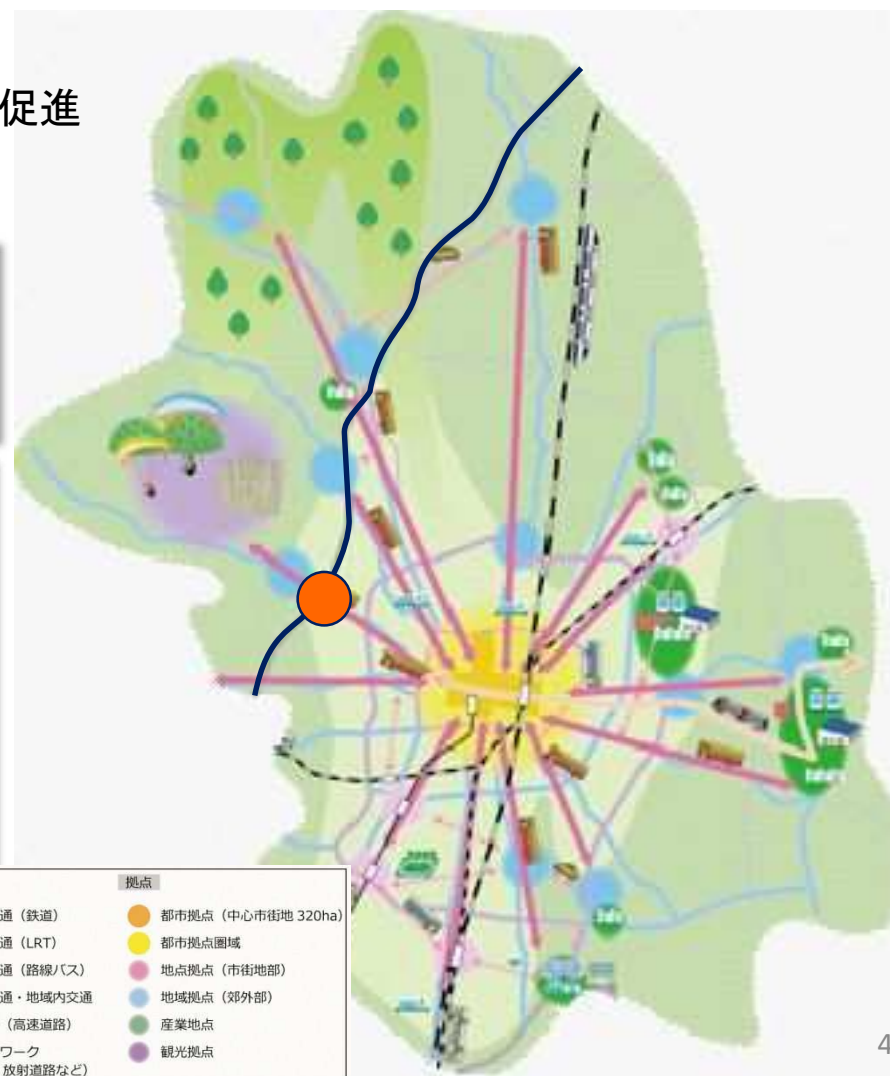 促進
拠点
通（鉄道）
都市拠点（中心市街地 320ha）
通（LRT）
都市拠点圏域
通（路線バス）
地点拠点（市街地部）
通・地域内交通
地域拠点（郊外部）
（高速道路）
産業地点
ワーク
観光拠点
放射道路など）
4